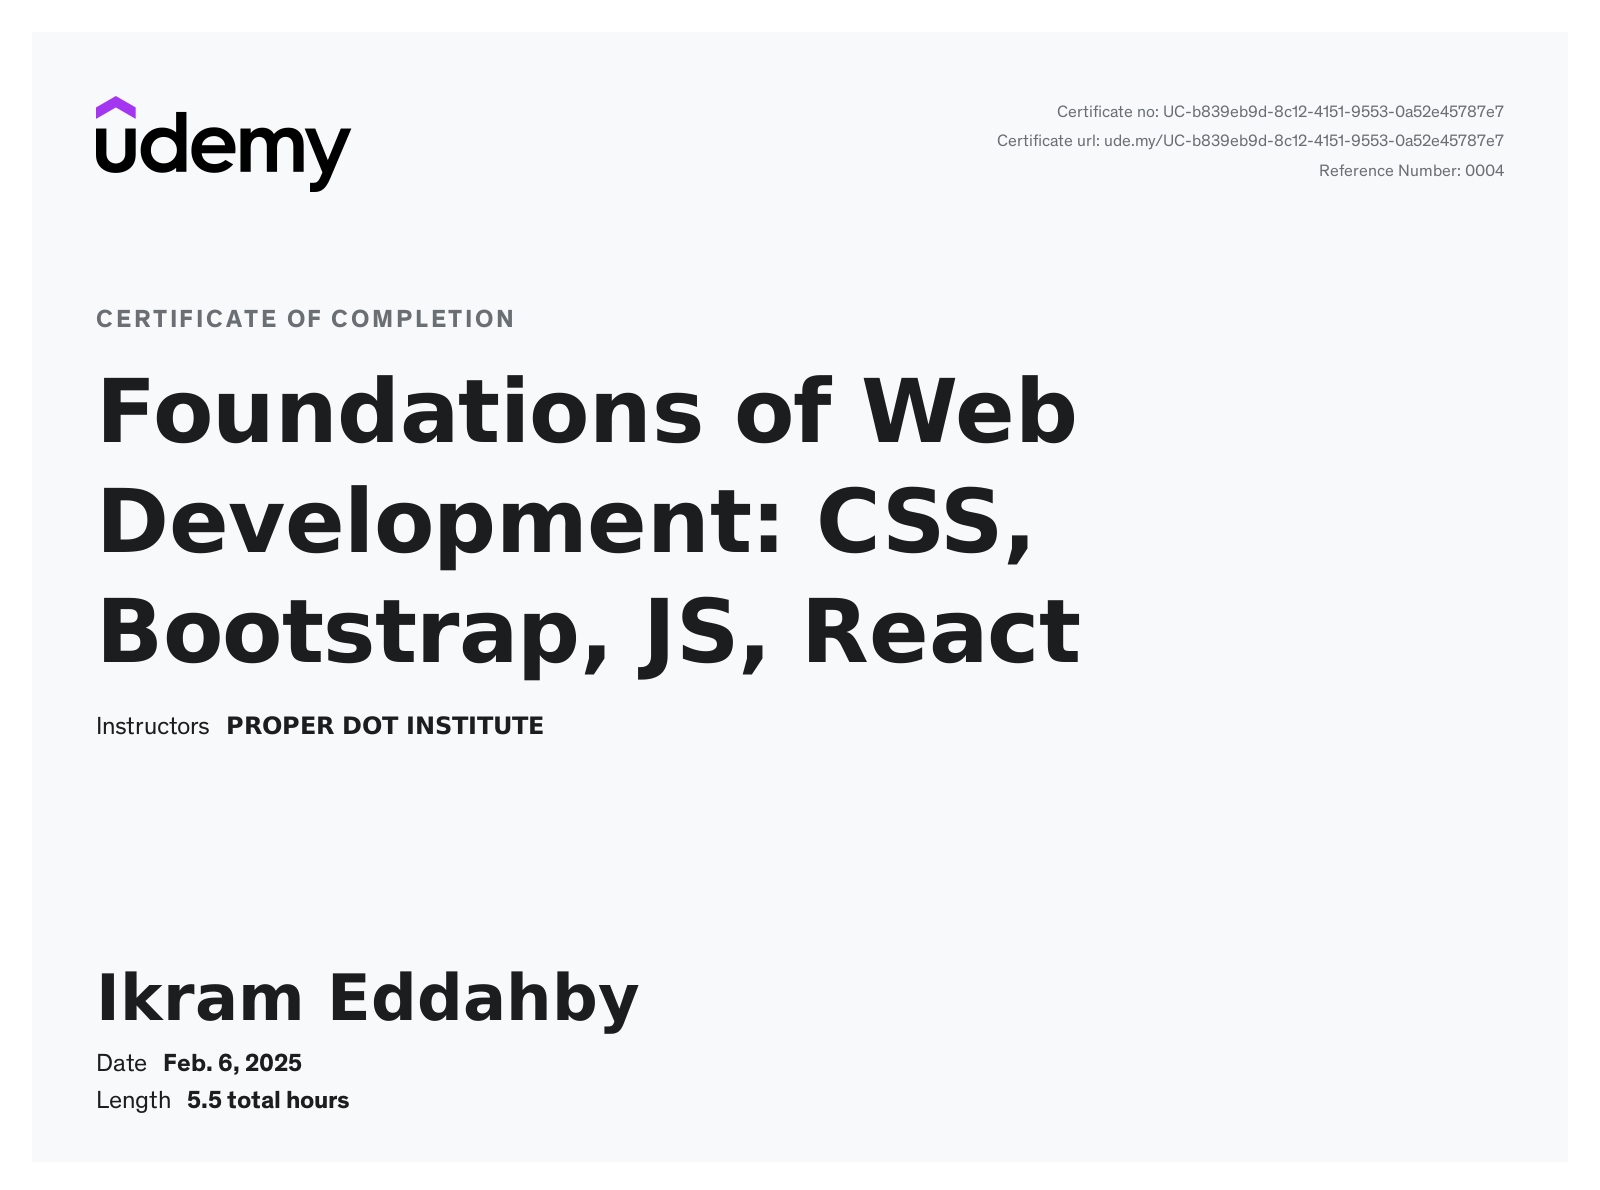 udemy
Certificate no: UC-b839eb9d-8c12-4151-9553-0a52e45787e7
Certificate url: ude.my/UC-b839eb9d-8c12-4151-9553-0a52e45787e7
Reference Number: 0004
CERTIFICATE OF COMPLETION
Foundations of Web
Development: CSS,
Bootstrap, JS, React
Instructors PROPER DOT INSTITUTE
Ikram Eddahby
Date Feb. 6, 2025
Length 5.5 total hours